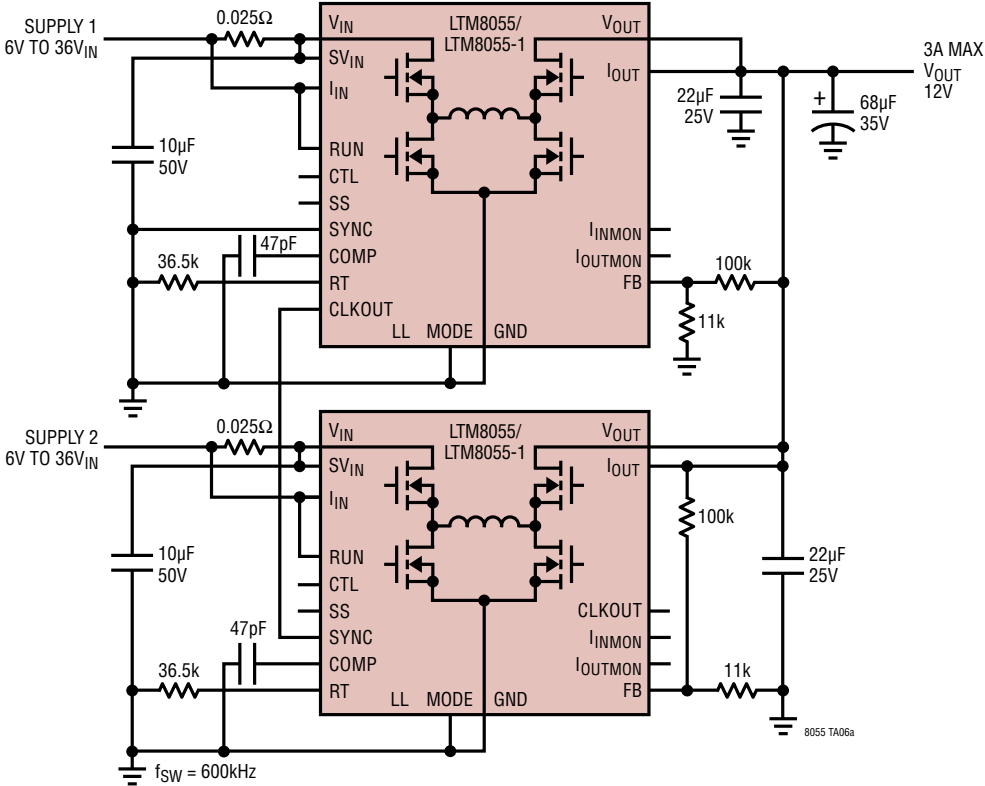 SUPPLY 1
6V TO 36VIN
0.025Ω
VIN
SVIN
IIN
RUN
CTL
SS
SYNC
COMP
RT
CLKOUT
LTM8055/
LTM8055-1
VOUT
IOUT
IINMON
IOUTMON
FB
LL MODE GND
10µF
50V
47pF
36.5k
22µF
25V
68µF
35V
+
3A MAX
VOUT
12V
100k
11k
SUPPLY 2
6V TO 36VIN
0.025Ω
VIN
SVIN
IIN
RUN
CTL
SS
SYNC
COMP
RT
LTM8055/
LTM8055-1
VOUT
IOUT
CLKOUT
IINMON
IOUTMON
FB
LL MODE GND
10µF
50V
47pF
36.5k
100k
22µF
25V
11k
8055 TA06a
fSW = 600kHz